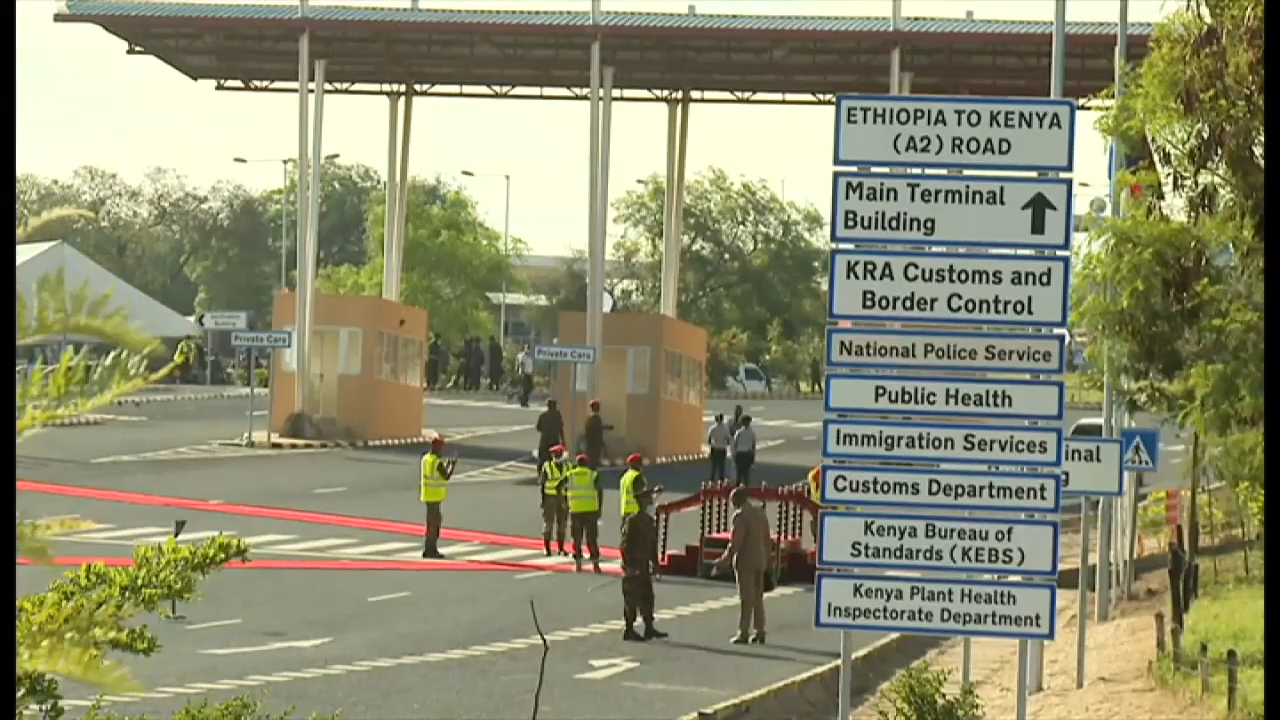 ETHIOPIA TO KENYA
(A2) ROAD
Main Terminal
Building
KRA Customs and
Border Control
National Police Service
Public Health
Immigration Services
Customs Department
Kenya Bureau of
Standards (KEBS)
Kenya Plant Health
Inspectorate Department
Private Cars
Private Cars
inal
g